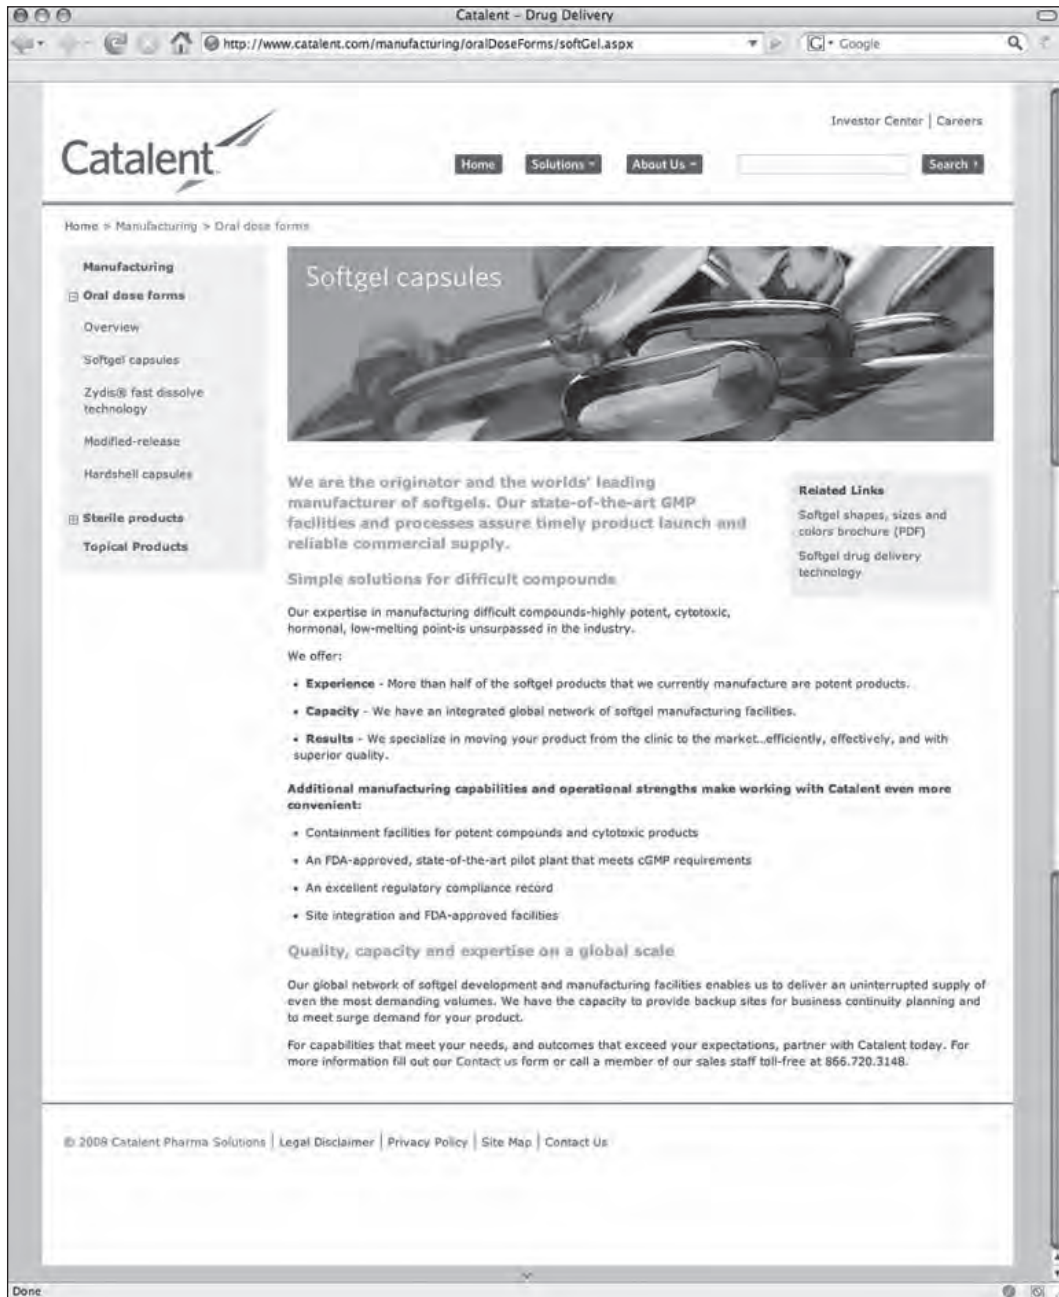 Catalent – Drug Delivery
http://www.catalent.com/manufacturing/oralDoseForms/softGel.aspx
G Google
Investor Center | Careers
Catalent
Home Solutions About Us Search
Home > Manufacturing > Oral dose forms
Manufacturing
Oral dose forms
Overview
Softgel capsules
Zydis® fast dissolve
technology
Modified-release
Hardshell capsules
Sterile products
Topical Products
Softgel capsules
We are the originator and the worlds' leading
manufacturer of softgels. Our state-of-the-art GMP
facilities and processes assure timely product launch and
reliable commercial supply.
Related Links
Softgel shapes, sizes and
colors brochure (PDF)
Softgel drug delivery
technology
Simple solutions for difficult compounds
Our expertise in manufacturing difficult compounds-highly potent, cytotoxic,
hormonal, low-melting point-is unsurpassed in the industry.
We offer:
• Experience - More than half of the softgel products that we currently manufacture are potent products.
• Capacity - We have an integrated global network of softgel manufacturing facilities.
• Results - We specialize in moving your product from the clinic to the market…efficiently, effectively, and with
superior quality.
Additional manufacturing capabilities and operational strengths make working with Catalent even more
convenient:
• Containment facilities for potent compounds and cytotoxic products
• An FDA-approved, state-of-the-art pilot plant that meets cGMP requirements
• An excellent regulatory compliance record
• Site integration and FDA-approved facilities
Quality, capacity and expertise on a global scale
Our global network of softgel development and manufacturing facilities enables us to deliver an uninterrupted supply of
even the most demanding volumes. We have the capacity to provide backup sites for business continuity planning and
to meet surge demand for your product.
For capabilities that meet your needs, and outcomes that exceed your expectations, partner with Catalent today. For
more information fill out our Contact us form or call a member of our sales staff toll-free at 866.720.3148.
© 2008 Catalent Pharma Solutions | Legal Disclaimer | Privacy Policy | Site Map | Contact Us
Done